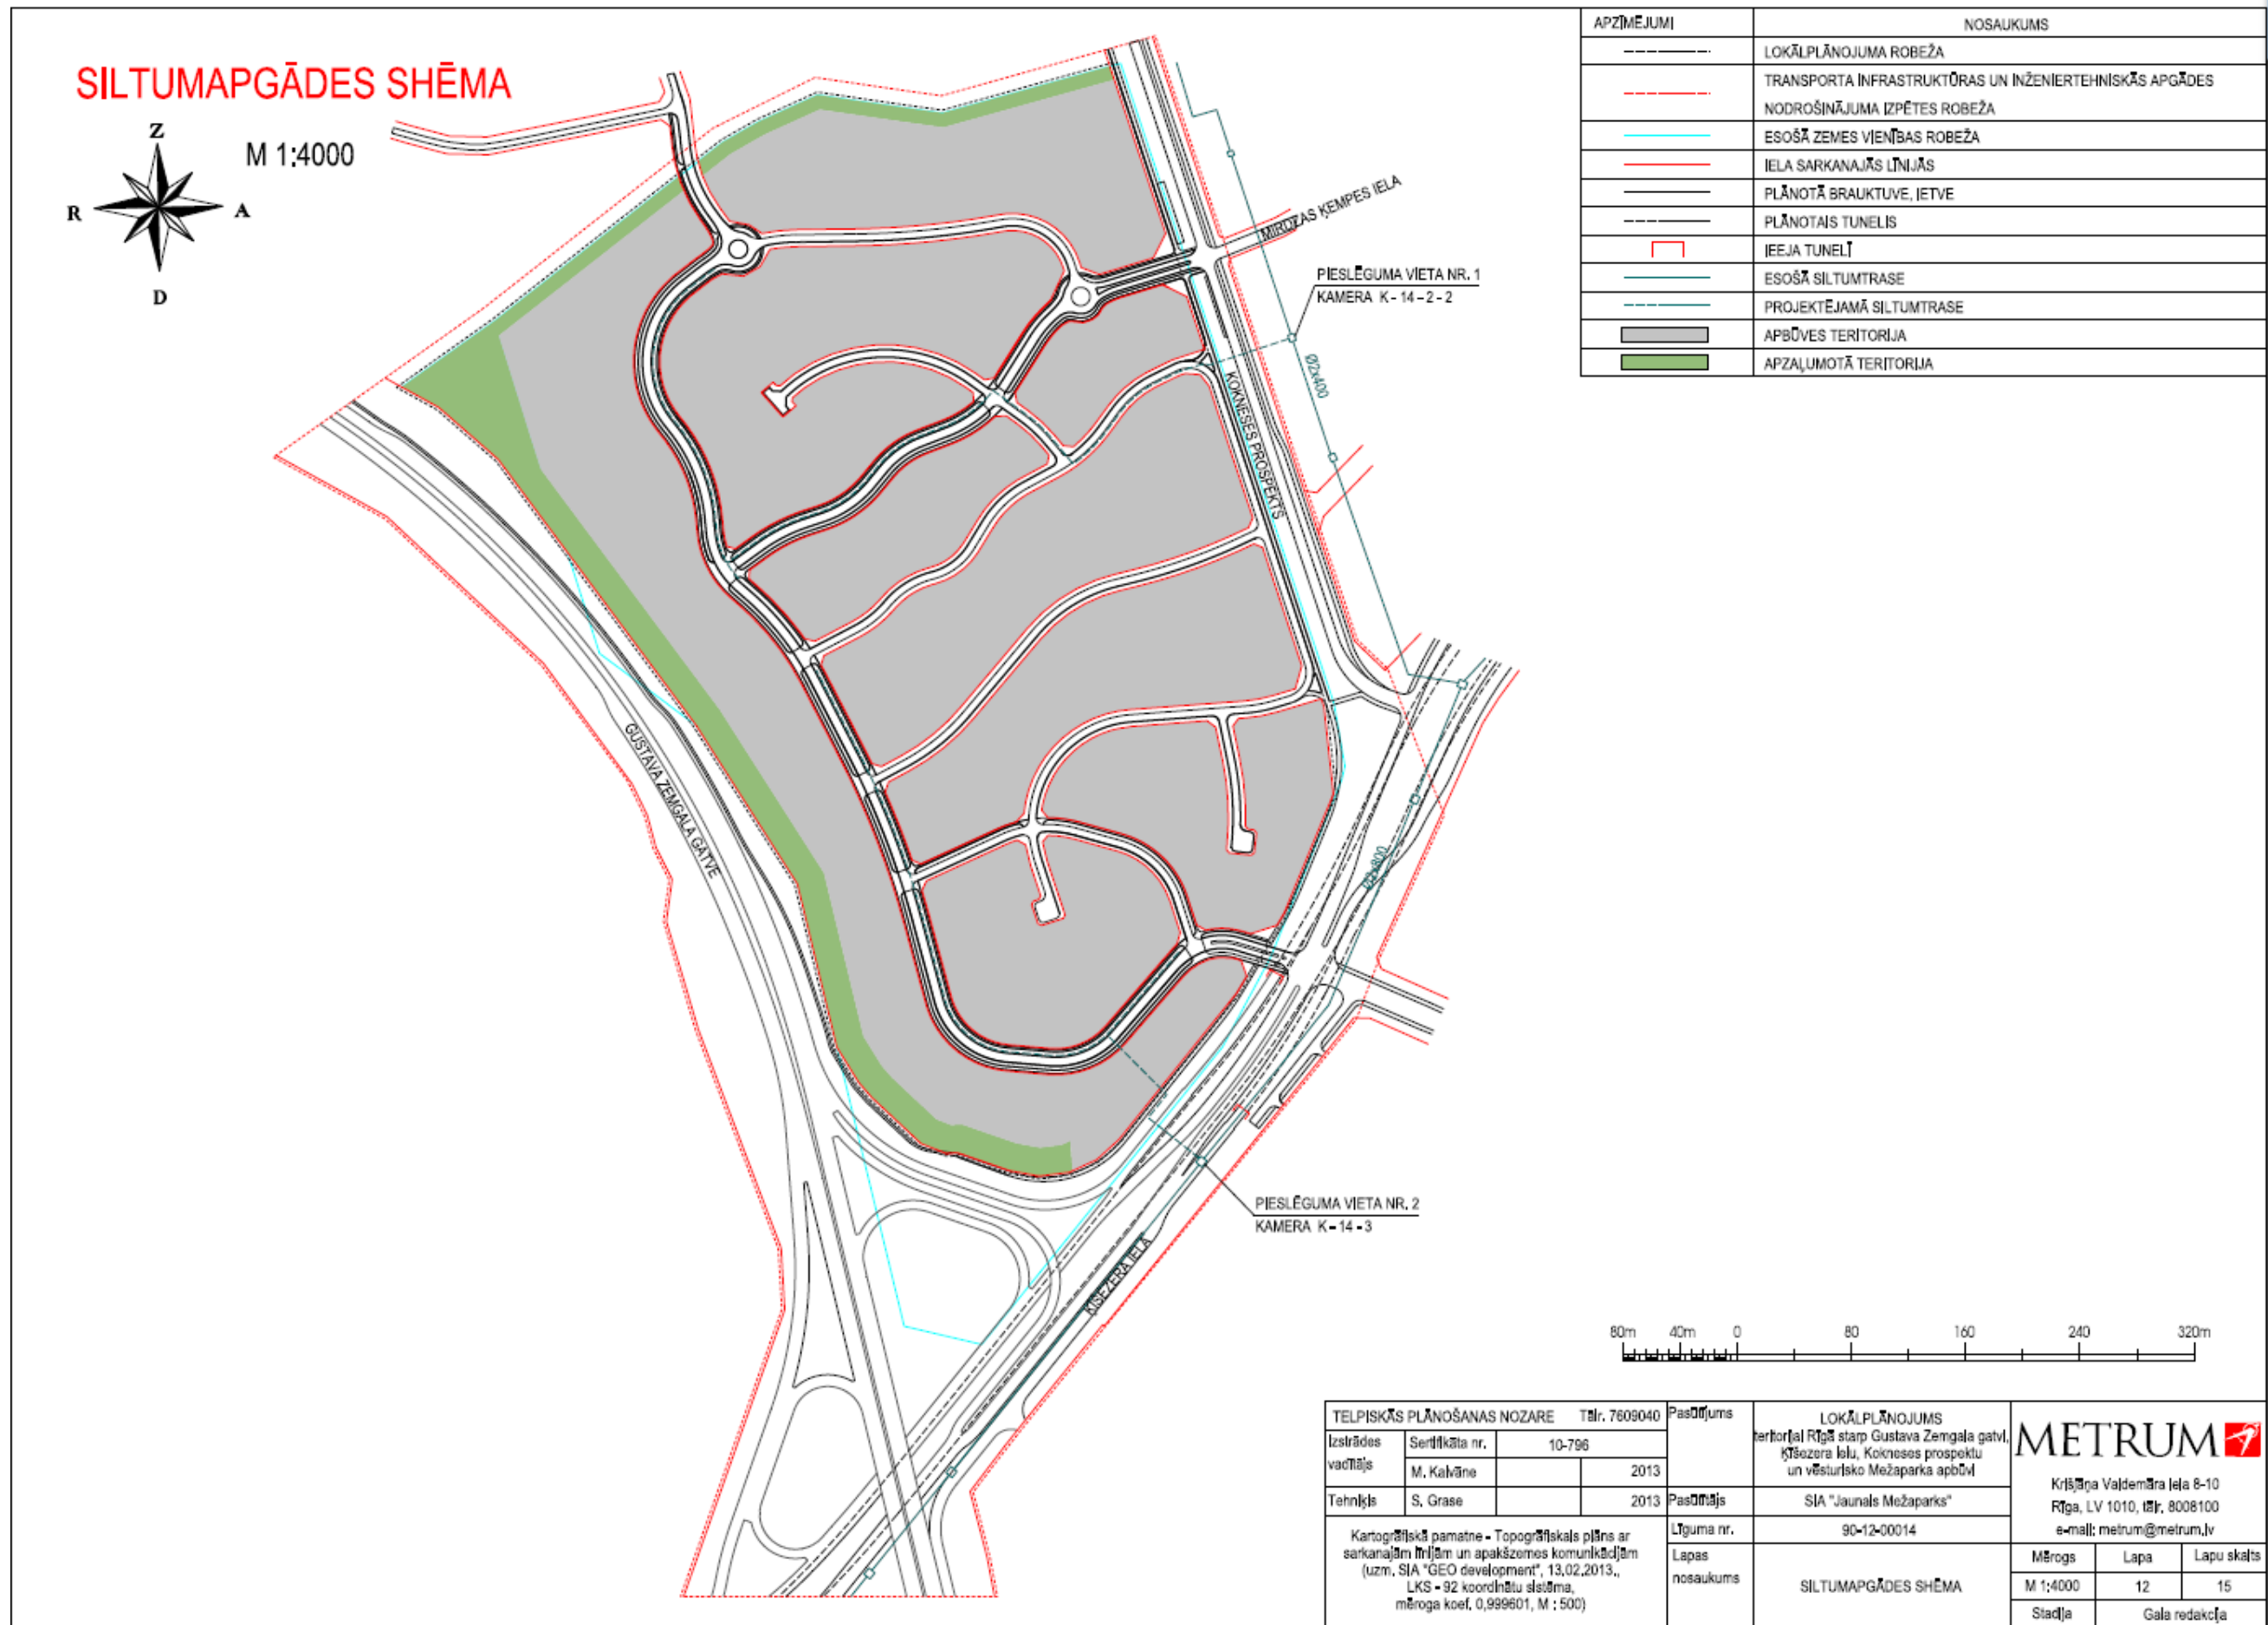 SILTUMAPGĀDES SHĒMA
M 1:4000
Z
R
A
D
APZĪMĒJUMI
NOSAUKUMS
LOKĀLPLĀNOJUMA ROBEŽA
TRANSPORTA INFRASTRUKTŪRAS UN INŽENIERTEHNISKĀS APGĀDES
NODROŠINĀJUMA IZPĒTES ROBEŽA
ESOŠĀ ZEMES VIENĪBAS ROBEŽA
IELA SARKANAJĀS LĪNIJĀS
PLĀNOTĀ BRAUKTUVE, IETVE
PLĀNOTAIS TUNELIS
IEEJA TUNELĪ
ESOŠĀ SILTUMTRASE
PROJEKTĒJAMĀ SILTUMTRASE
APBŪVES TERITORIJA
APZAĻUMOTĀ TERITORIJA
MIRDZAS ĶEMPES IELA
PIESLĒGUMA VIETA NR. 1
KAMERA K-14-2-2
Ø2x400
KOKNESES PROSPEKTS
GUSTAVA ZEMGALA GATVE
Ø2x800
PIESLĒGUMA VIETA NR. 2
KAMERA K-14-3
ĶĪŠEZERA IELA
80m 40m 0 80 160 240 320m
TELPISKĀS PLĀNOŠANAS NOZARE Tālr. 7609040
Izstrādes
vadītājs
Sertifikāta nr.
10-796
M. Kalvāne
2013
Tehniķis
S. Grase
2013
Kartogrāfiskā pamatne - Topogrāfiskais plāns ar
sarkanajām līnijām un apakšzemes komunikācijām
(uzm. SIA "GEO development", 13.02.2013.,
LKS - 92 koordinātu sistēma,
mēroga koef. 0,999601, M : 500)
Pasūtījums
LOKĀLPLĀNOJUMS
teritorijai Rīgā starp Gustava Zemgala gatvi,
Ķīšezera ielu, Kokneses prospektu
un vēsturisko Mežaparka apbūvi
Pasūtītājs
SIA "Jaunais Mežaparks"
Līguma nr.
90-12-00014
Lapas
nosaukums
SILTUMAPGĀDES SHĒMA
METRUM
Krišjāņa Valdemāra iela 8-10
Rīga, LV 1010, tālr. 8008100
e-mail: metrum@metrum.lv
Mērogs
Lapa
Lapu skaits
M 1:4000
12
15
Stadija
Gala redakcija